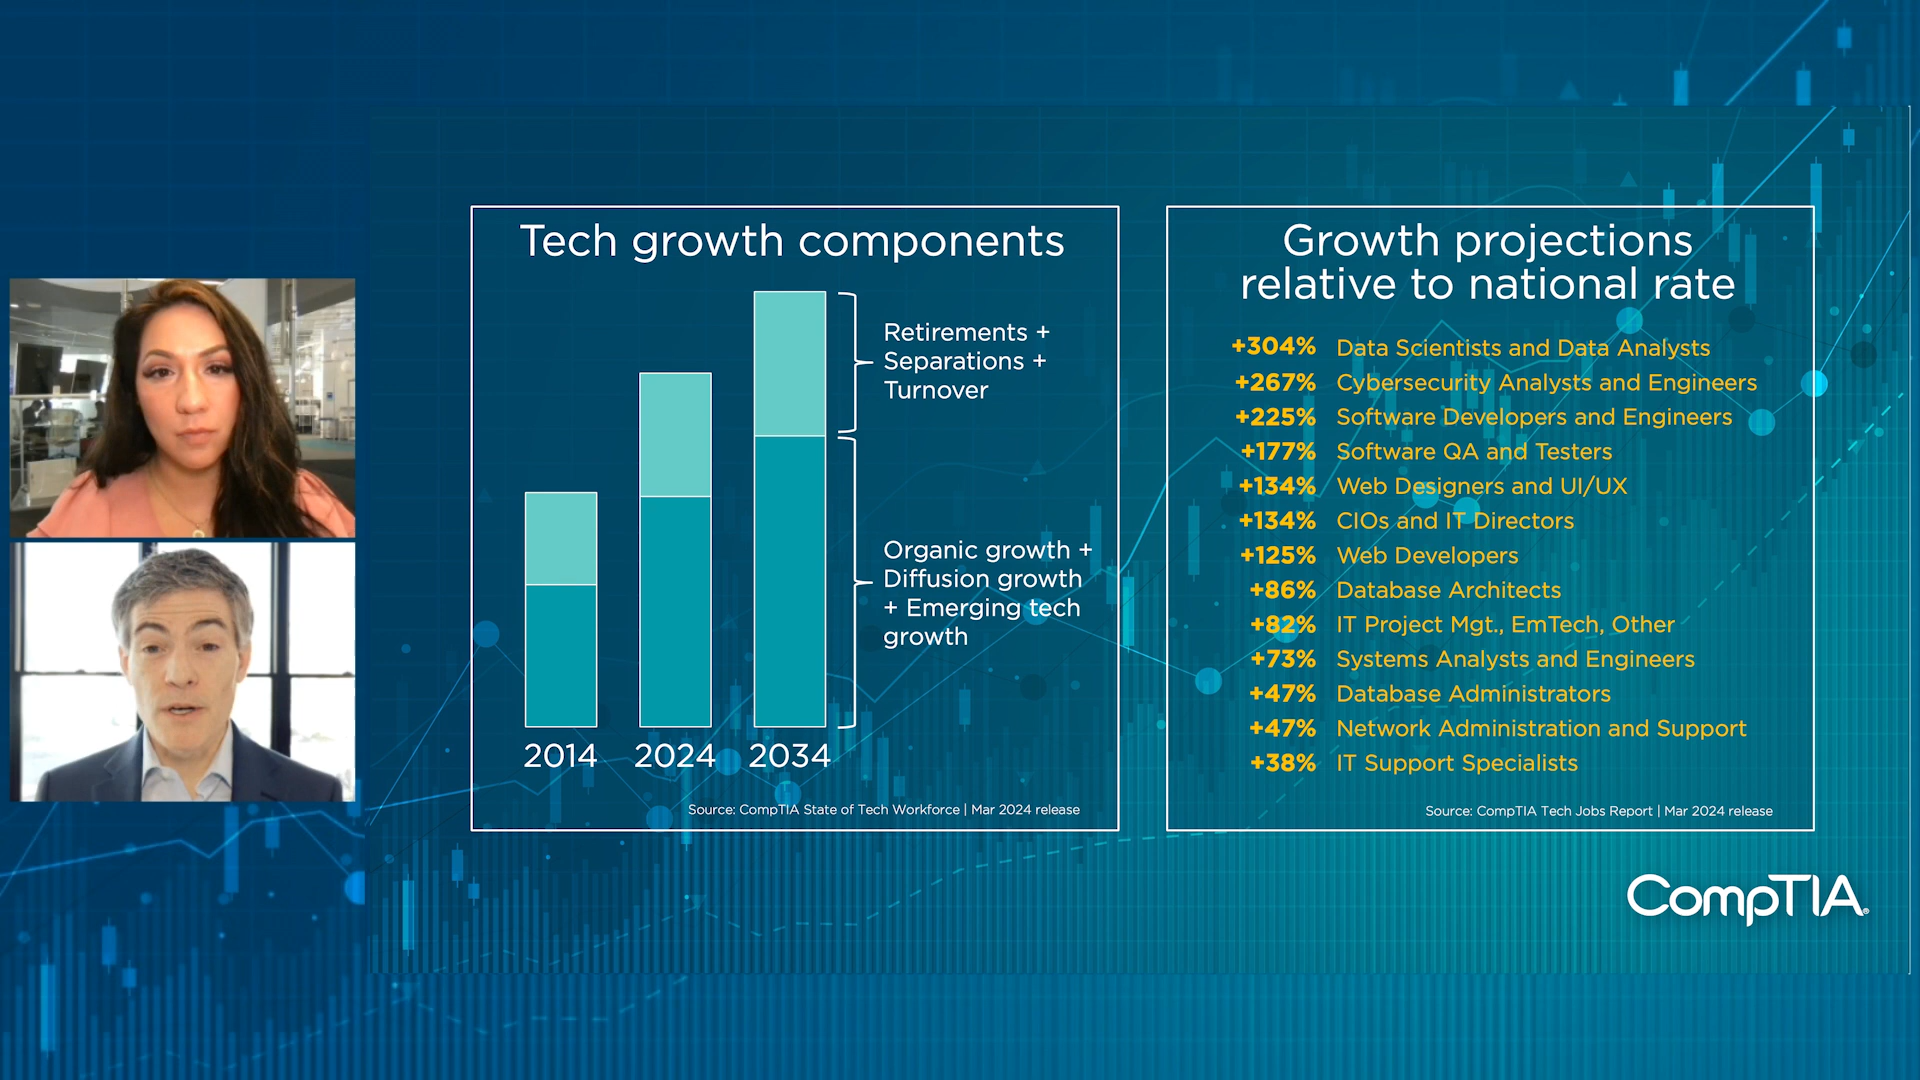 Tech growth components
Retirements +
Separations +
Turnover
Organic growth +
Diffusion growth
+ Emerging tech
growth
2014 2024 2034
Source: CompTIA State of Tech Workforce | Mar 2024 release
Growth projections
relative to national rate
+304% Data Scientists and Data Analysts
+267% Cybersecurity Analysts and Engineers
+225% Software Developers and Engineers
+177% Software QA and Testers
+134% Web Designers and UI/UX
+134% CIOs and IT Directors
+125% Web Developers
+86% Database Architects
+82% IT Project Mgt., EmTech, Other
+73% Systems Analysts and Engineers
+47% Database Administrators
+47% Network Administration and Support
+38% IT Support Specialists
Source: CompTIA Tech Jobs Report | Mar 2024 release
CompTIA®